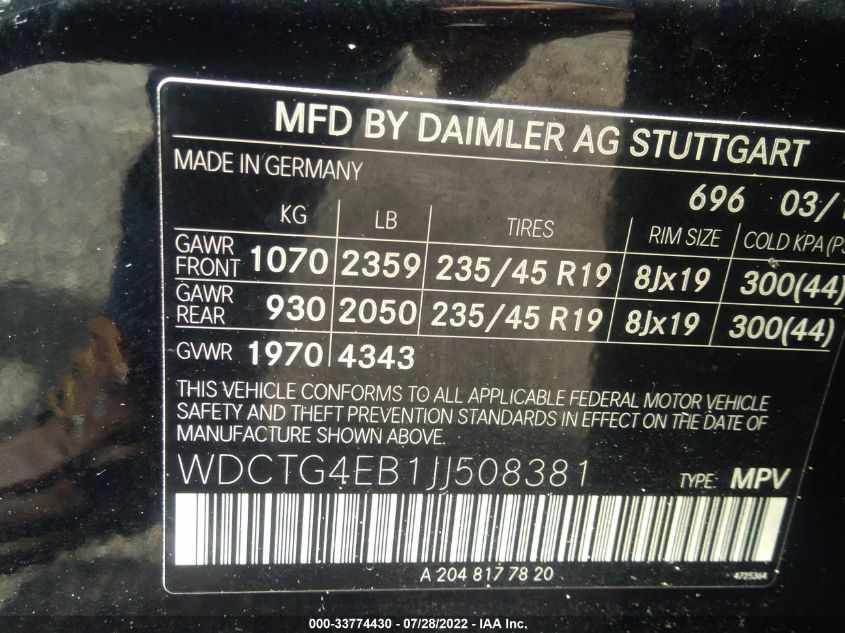 MFD BY DAIMLER AG STUTTGART
MADE IN GERMANY
696 03/
KG LB TIRES RIM SIZE COLD KPA
GAWR FRONT 1070 2359 235/45 R19 8Jx19 300(44)
GAWR REAR 930 2050 235/45 R19 8Jx19 300(44)
GVWR 1970 4343
THIS VEHICLE CONFORMS TO ALL APPLICABLE FEDERAL MOTOR VEHICLE
SAFETY AND THEFT PREVENTION STANDARDS IN EFFECT ON THE DATE OF
MANUFACTURE SHOWN ABOVE.
WDCTG4EB1JJ508381 TYPE: MPV
A 204 817 78 20
4725364
000-33774430 - 07/28/2022 - IAA Inc.